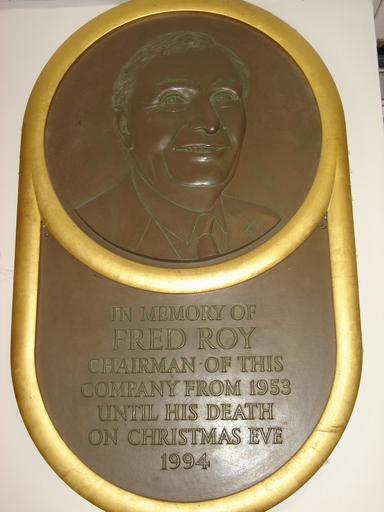 IN MEMORY OF
FRED ROY
CHAIRMAN OF THIS
COMPANY FROM 1953
UNTIL HIS DEATH
ON CHRISTMAS EVE
1994